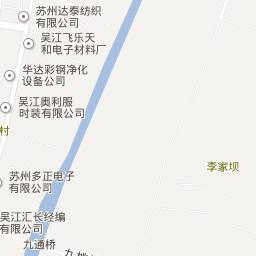 苏州达泰纺织
有限公司
吴江飞乐天
和电子材料厂
华达彩钢净化
设备公司
吴江奥利服
时装有限公司
村
李家坝
苏州多正电子
有限公司
吴江汇长经编
有限公司
九通桥